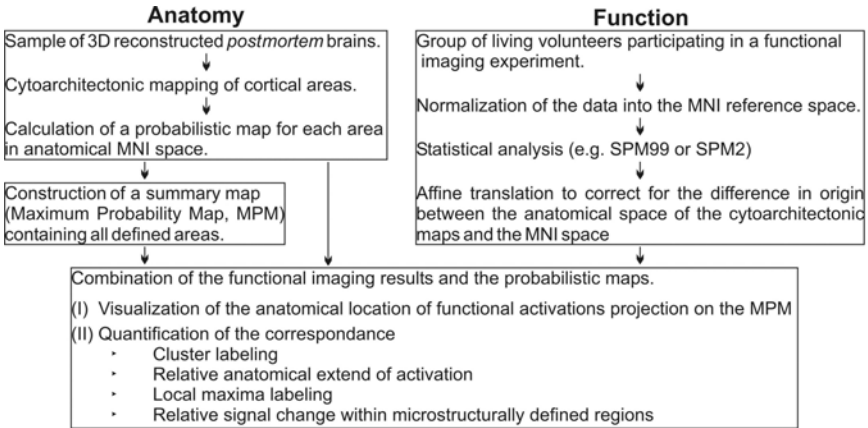 Anatomy
Sample of 3D reconstructed postmortem brains.
Cytoarchitectonic mapping of cortical areas.
Calculation of a probabilistic map for each area
in anatomical MNI space.
Construction of a summary map
(Maximum Probability Map, MPM)
containing all defined areas.
Function
Group of living volunteers participating in a functional
imaging experiment.
Normalization of the data into the MNI reference space.
Statistical analysis (e.g. SPM99 or SPM2)
Affine translation to correct for the difference in origin
between the anatomical space of the cytoarchitectonic
maps and the MNI space
Combination of the functional imaging results and the probabilistic maps.
(I) Visualization of the anatomical location of functional activations projection on the MPM
(II) Quantification of the correspondance
‣ Cluster labeling
‣ Relative anatomical extend of activation
‣ Local maxima labeling
‣ Relative signal change within microstructurally defined regions